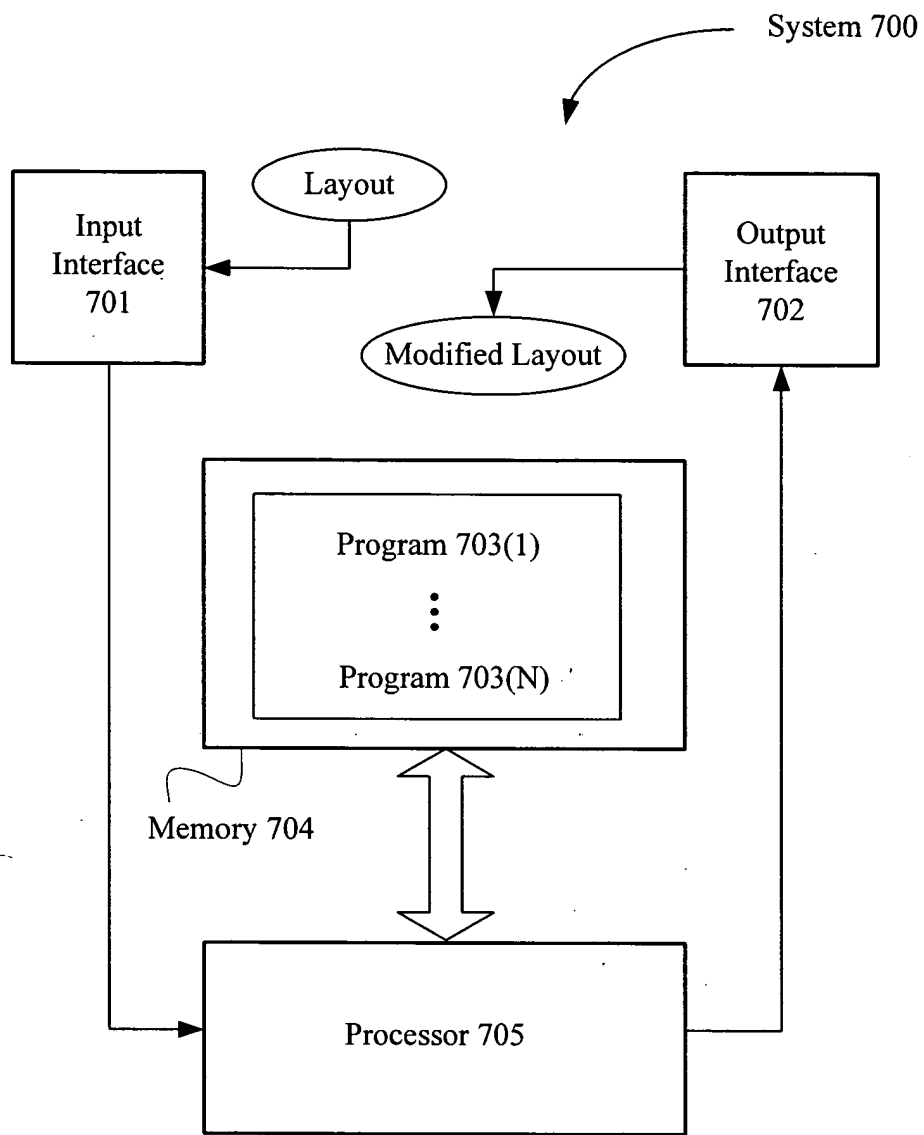 System 700
Layout
Input
Interface
701
Output
Interface
702
Modified Layout
Program 703(1)
Program 703(N)
Memory 704
Processor 705